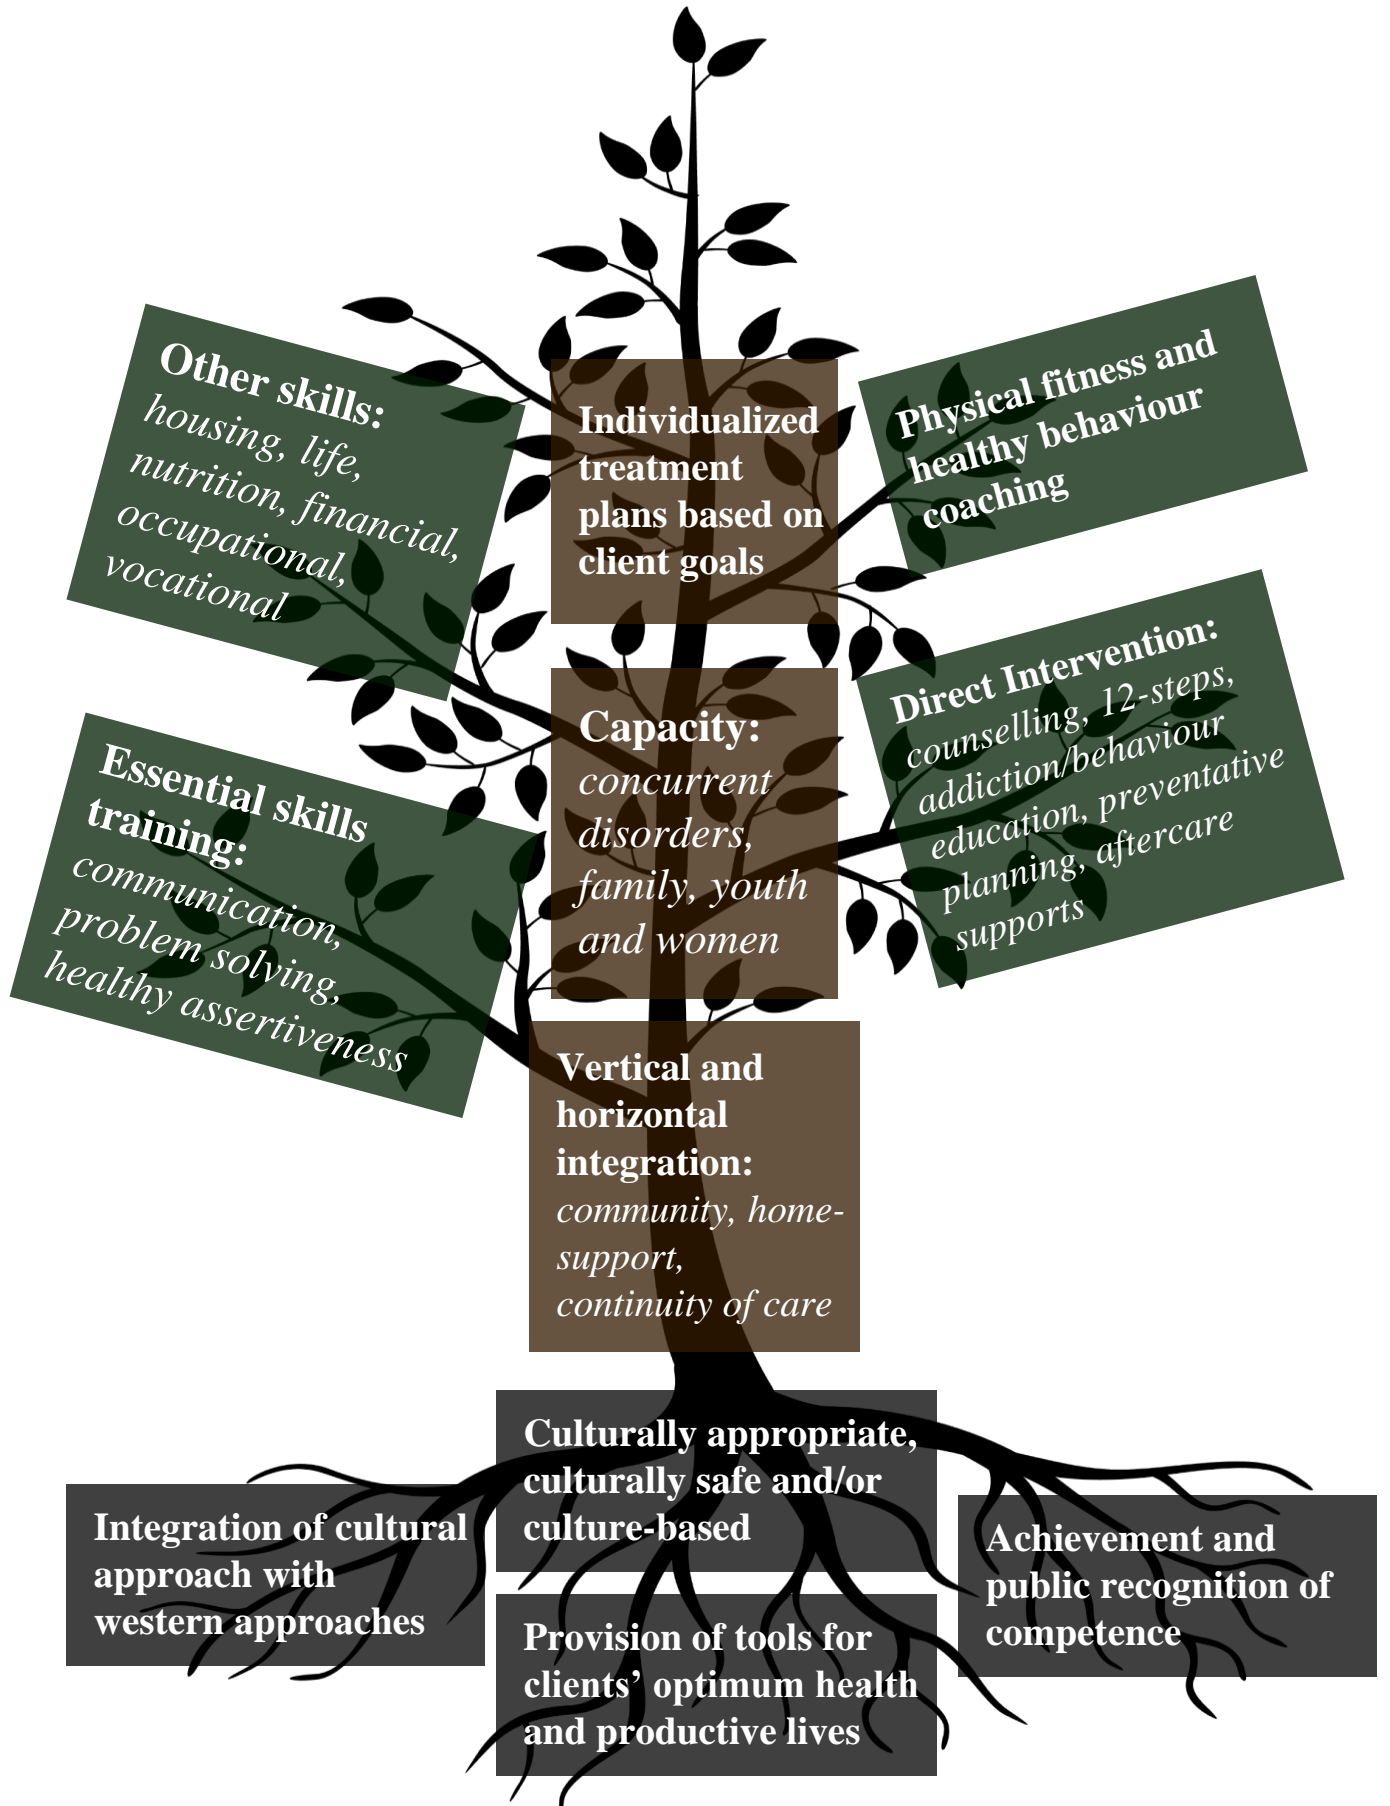 Other skills:
housing, life,
nutrition, financial,
occupational,
vocational
Individualized
treatment
plans based on
client goals
Physical fitness and
healthy behaviour
coaching
Essential skills
training:
communication,
problem solving,
healthy assertiveness
Capacity:
concurrent
disorders,
family, youth
and women
Direct Intervention:
counselling, 12-steps,
addiction/behaviour
education, preventative
planning, aftercare
supports
Vertical and
horizontal
integration:
community, home-
support,
continuity of care
Integration of cultural
approach with
western approaches
Culturally appropriate,
culturally safe and/or
culture-based
Provision of tools for
clients’ optimum health
and productive lives
Achievement and
public recognition of
competence